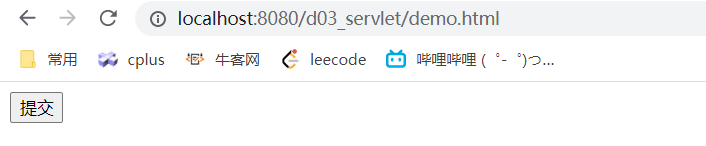 localhost:8080/d03_servlet/demo.html
常用 cplus 牛客网 leecode 哔哩哔哩 ( ゜-゜)つ...
提交